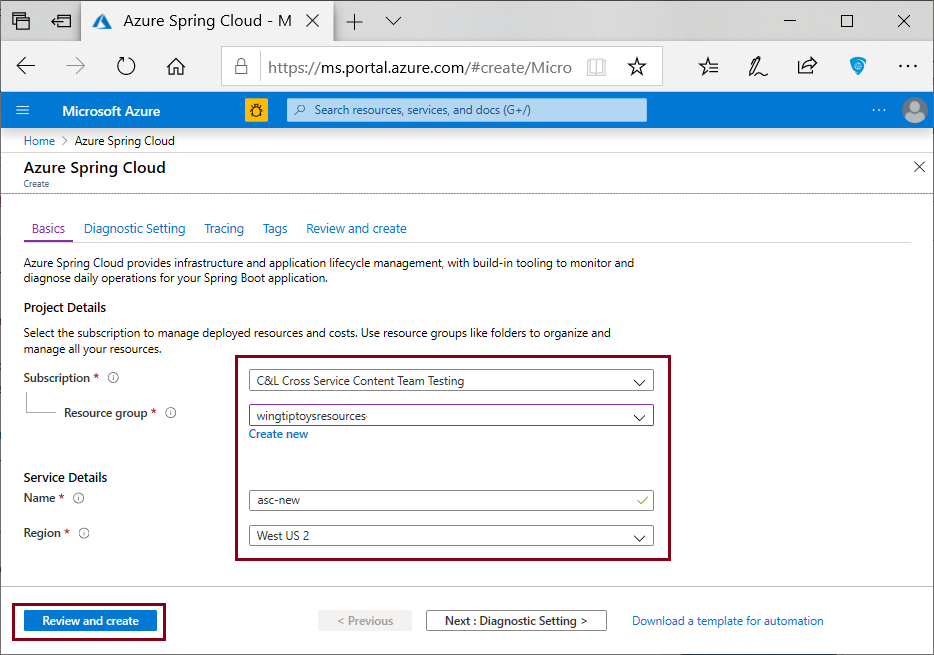 Azure Spring Cloud - M
https://ms.portal.azure.com/#create/Micro
Microsoft Azure
Search resources, services, and docs (G+/)
Home > Azure Spring Cloud
Azure Spring Cloud
Create
Basics Diagnostic Setting Tracing Tags Review and create
Azure Spring Cloud provides infrastructure and application lifecycle management, with build-in tooling to monitor and
diagnose daily operations for your Spring Boot application.
Project Details
Select the subscription to manage deployed resources and costs. Use resource groups like folders to organize and
manage all your resources.
Subscription * C&L Cross Service Content Team Testing
Resource group * wingtiptoysresources
Create new
Service Details
Name * asc-new
Region * West US 2
Review and create < Previous Next : Diagnostic Setting > Download a template for automation